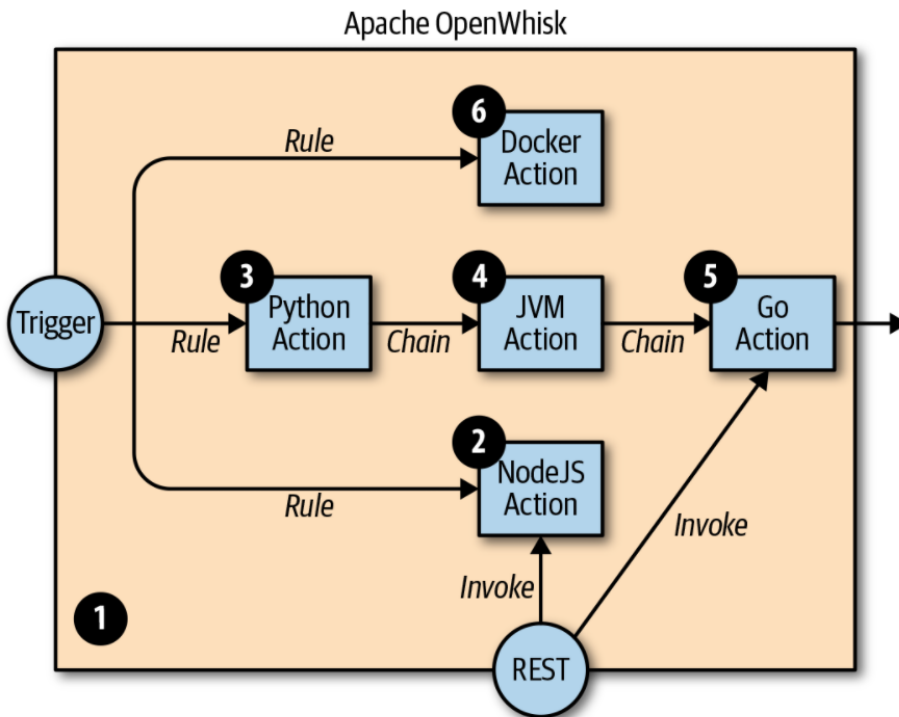 Apache OpenWhisk
6
Rule
Docker
Action
3
4
5
Trigger
Rule
Python
Action
Chain
JVM
Action
Chain
Go
Action
2
Rule
NodeJS
Action
Invoke
Invoke
1
REST